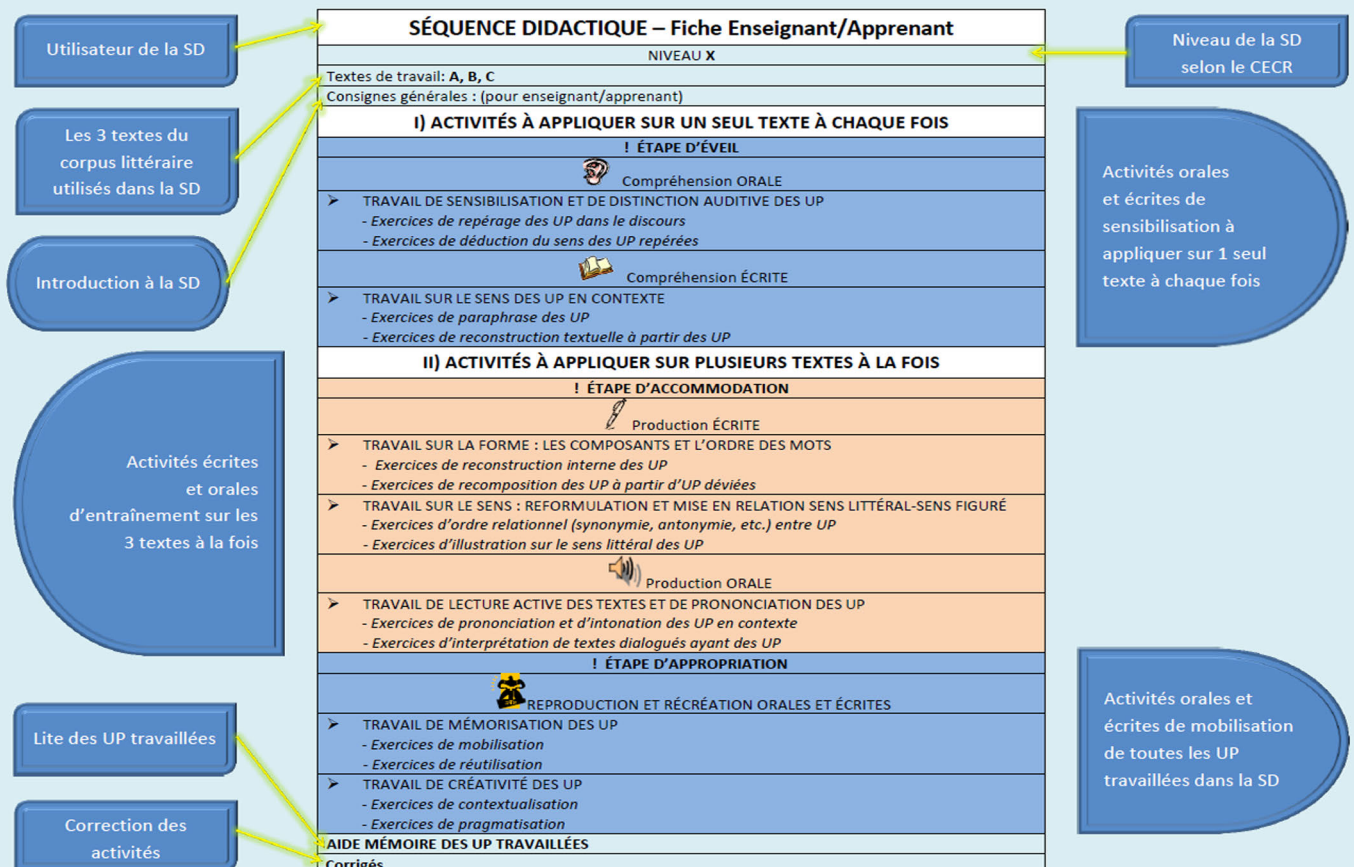 SÉQUENCE DIDACTIQUE – Fiche Enseignant/Apprenant
NIVEAU X
Textes de travail: A, B, C
Consignes générales : (pour enseignant/apprenant)
I) ACTIVITÉS À APPLIQUER SUR UN SEUL TEXTE À CHAQUE FOIS
! ÉTAPE D'ÉVEIL
Compréhension ORALE
➢ TRAVAIL DE SENSIBILISATION ET DE DISTINCTION AUDITIVE DES UP
- Exercices de repérage des UP dans le discours
- Exercices de déduction du sens des UP repérées
Compréhension ÉCRITE
➢ TRAVAIL SUR LE SENS DES UP EN CONTEXTE
- Exercices de paraphrase des UP
- Exercices de reconstruction textuelle à partir des UP
II) ACTIVITÉS À APPLIQUER SUR PLUSIEURS TEXTES À LA FOIS
! ÉTAPE D'ACCOMMODATION
Production ÉCRITE
➢ TRAVAIL SUR LA FORME : LES COMPOSANTS ET L'ORDRE DES MOTS
- Exercices de reconstruction interne des UP
- Exercices de recomposition des UP à partir d'UP déviées
➢ TRAVAIL SUR LE SENS : REFORMULATION ET MISE EN RELATION SENS LITTÉRAL-SENS FIGURÉ
- Exercices d'ordre relationnel (synonymie, antonymie, etc.) entre UP
- Exercices d'illustration sur le sens littéral des UP
Production ORALE
➢ TRAVAIL DE LECTURE ACTIVE DES TEXTES ET DE PRONONCIATION DES UP
- Exercices de prononciation et d'intonation des UP en contexte
- Exercices d'interprétation de textes dialogués ayant des UP
! ÉTAPE D'APPROPRIATION
REPRODUCTION ET RÉCRÉATION ORALES ET ÉCRITES
➢ TRAVAIL DE MÉMORISATION DES UP
- Exercices de mobilisation
- Exercices de réutilisation
➢ TRAVAIL DE CRÉATIVITÉ DES UP
- Exercices de contextualisation
- Exercices de pragmatisation
AIDE MÉMOIRE DES UP TRAVAILLÉES
Corrigés
Utilisateur de la SD
Les 3 textes du
corpus littéraire
utilisés dans la SD
Introduction à la SD
Activités écrites
et orales
d'entraînement sur les
3 textes à la fois
Lite des UP travaillées
Correction des
activités
Niveau de la SD
selon le CECR
Activités orales
et écrites de
sensibilisation à
appliquer sur 1 seul
texte à chaque fois
Activités orales et
écrites de mobilisation
de toutes les UP
travaillées dans la SD